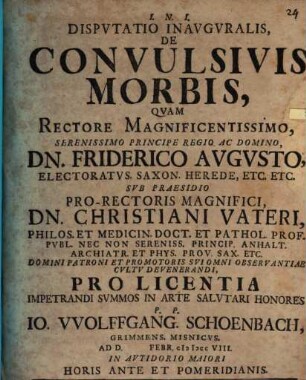 I. N. I.
24
DISPVTATIO INAVGVRALIS,
DE
CONVULSIVIS
MORBIS,
QVAM
RECTORE MAGNIFICENTISSIMO,
SERENISSIMO PRINCIPE REGIO AC DOMINO,
DN. FRIDERICO AVGVSTO,
ELECTORATVS. SAXON. HEREDE, ETC. ETC.
SVB PRAESIDIO
PRO-RECTORIS MAGNIFICI,
DN. CHRISTIANI VATERI,
PHILOS. ET MEDICIN. DOCT. ET PATHOL. PROF.
PVBL. NEC NON SERENISS. PRINCIP. ANHALT.
ARCHIATR. ET PHYS. PROV. SAX. ETC.
DOMINI PATRONI ET PROMOTORIS SVI OMNI OBSERVANTIAE
CVLTV DEVENERANDI,
PRO LICENTIA
IMPETRANDI SVMMOS IN ARTE SALVTARI HONORES
P. P.
IO. VVOLFFGANG. SCHOENBACH,
GRIMMENS. MISNICVS.
AD D. FEBR. cIɔ Iɔcc VIII.
IN AVTIDORIO MAIORI
HORIS ANTE ET POMERIDIANIS.